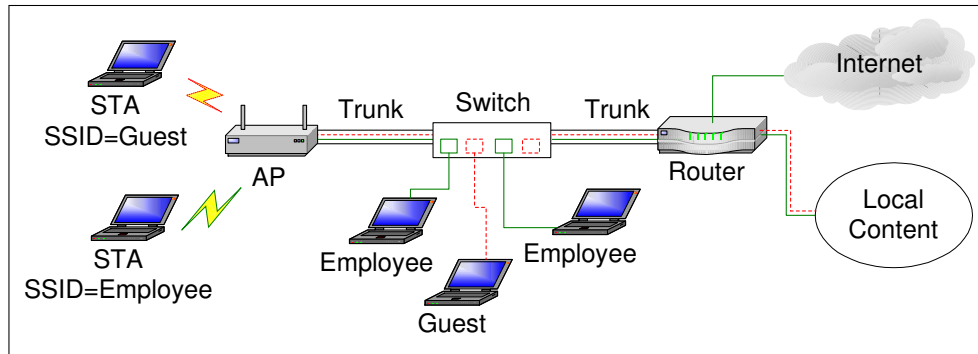 STA
SSID=Guest
STA
SSID=Employee
AP
Trunk
Switch
Trunk
Employee
Guest
Employee
Router
Internet
Local
Content